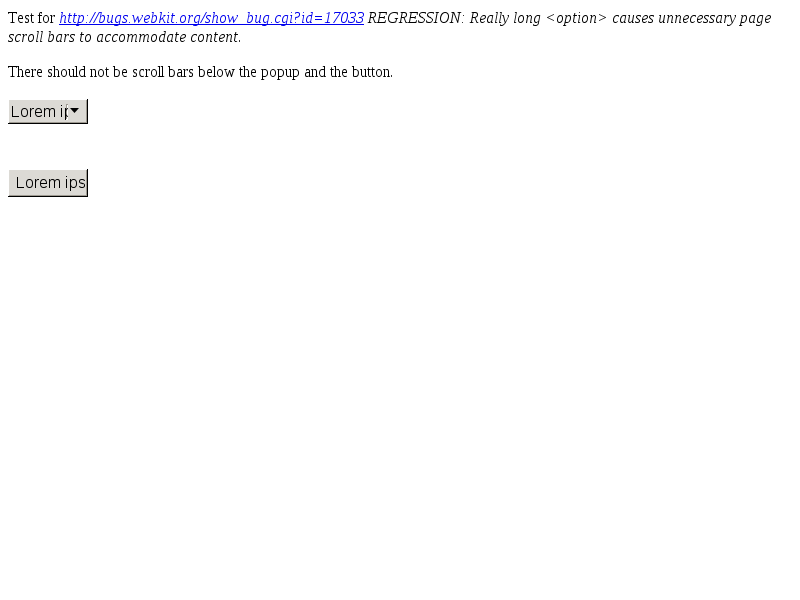 Test for http://bugs.webkit.org/show_bug.cgi?id=17033 REGRESSION: Really long <option> causes unnecessary page
scroll bars to accommodate content.
There should not be scroll bars below the popup and the button.
Lorem ip
Lorem ips